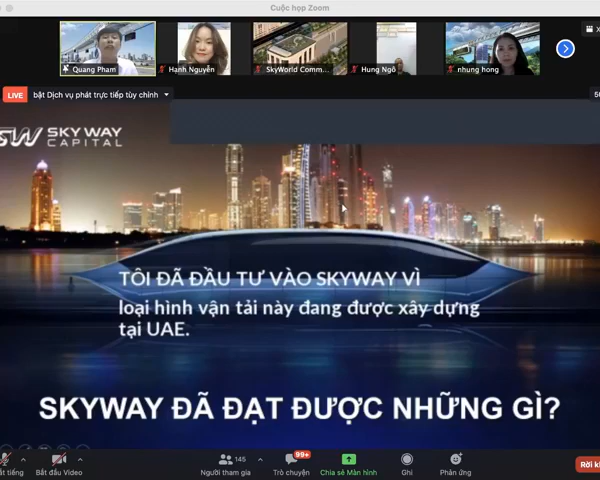 Cuộc họp Zoom
Quang Pham
Hạnh Nguyễn
SkyWorld Comm...
Hung Ngô
nhung hong
LIVE
bật Dịch vụ phát trực tiếp tùy chỉnh
SW SKY WAY
CAPITAL
TÔI ĐÃ ĐẦU TƯ VÀO SKYWAY VÌ
loại hình vận tải này đang được xây dựng
tại UAE.
SKYWAY ĐÃ ĐẠT ĐƯỢC NHỮNG GÌ?
ắt tiếng
Bắt đầu Video
Người tham gia
145
Trò chuyện
99+
Chia sẻ Màn hình
Ghi
Phản ứng